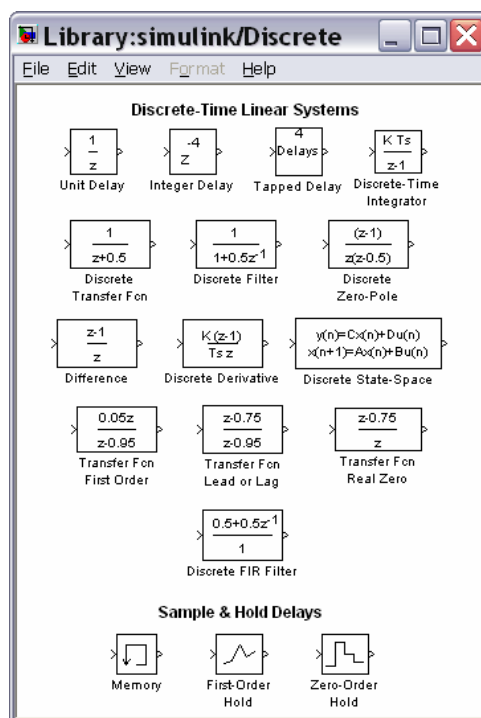 Library:simulink/Discrete
File Edit View Format Help
Discrete-Time Linear Systems
1
z
Unit Delay
-4
Z
Integer Delay
4
Delays
Tapped Delay
K Ts
z-1
Discrete-Time
Integrator
1
z+0.5
Discrete
Transfer Fcn
1
1+0.5z-1
Discrete Filter
(z-1)
z(z-0.5)
Discrete
Zero-Pole
z-1
z
Difference
K (z-1)
Ts z
Discrete Derivative
y(n)=Cx(n)+Du(n)
x(n+1)=Ax(n)+Bu(n)
Discrete State-Space
0.05z
z-0.95
Transfer Fcn
First Order
z-0.75
z-0.95
Transfer Fcn
Lead or Lag
z-0.75
z
Transfer Fcn
Real Zero
0.5+0.5z-1
1
Discrete FIR Filter
Sample & Hold Delays
Memory
First-Order
Hold
Zero-Order
Hold